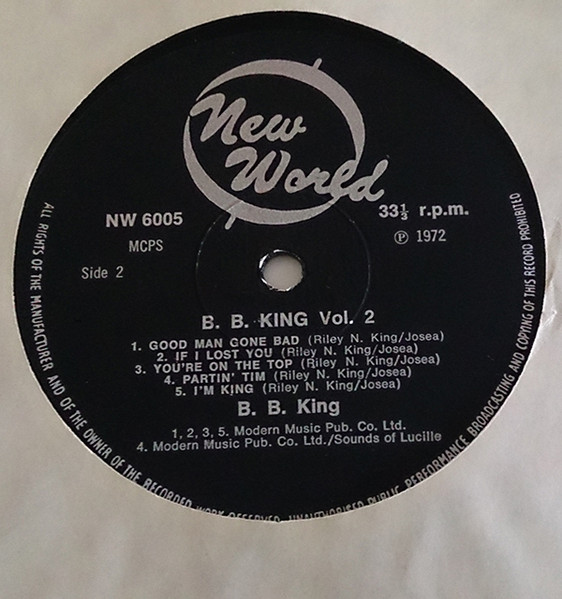 New
World
NW 6005
33⅓ r.p.m.
MCPS
℗ 1972
Side 2
B. B. KING Vol. 2
1. GOOD MAN GONE BAD (Riley N. King/Josea)
2. IF I LOST YOU (Riley N. King/Josea)
3. YOU'RE ON THE TOP (Riley N. King/Josea)
4. PARTIN' TIM (Riley N. King/Josea)
5. I'M KING (Riley N. King/Josea)
B. B. King
1, 2, 3, 5. Modern Music Pub. Co. Ltd.
4. Modern Music Pub. Co. Ltd./Sounds of Lucille
ALL RIGHTS OF THE MANUFACTURER AND OF THE OWNER OF THE RECORDED WORK RESERVED UNAUTHORISED PUBLIC PERFORMANCE BROADCASTING AND COPYING OF THIS RECORD PROHIBITED